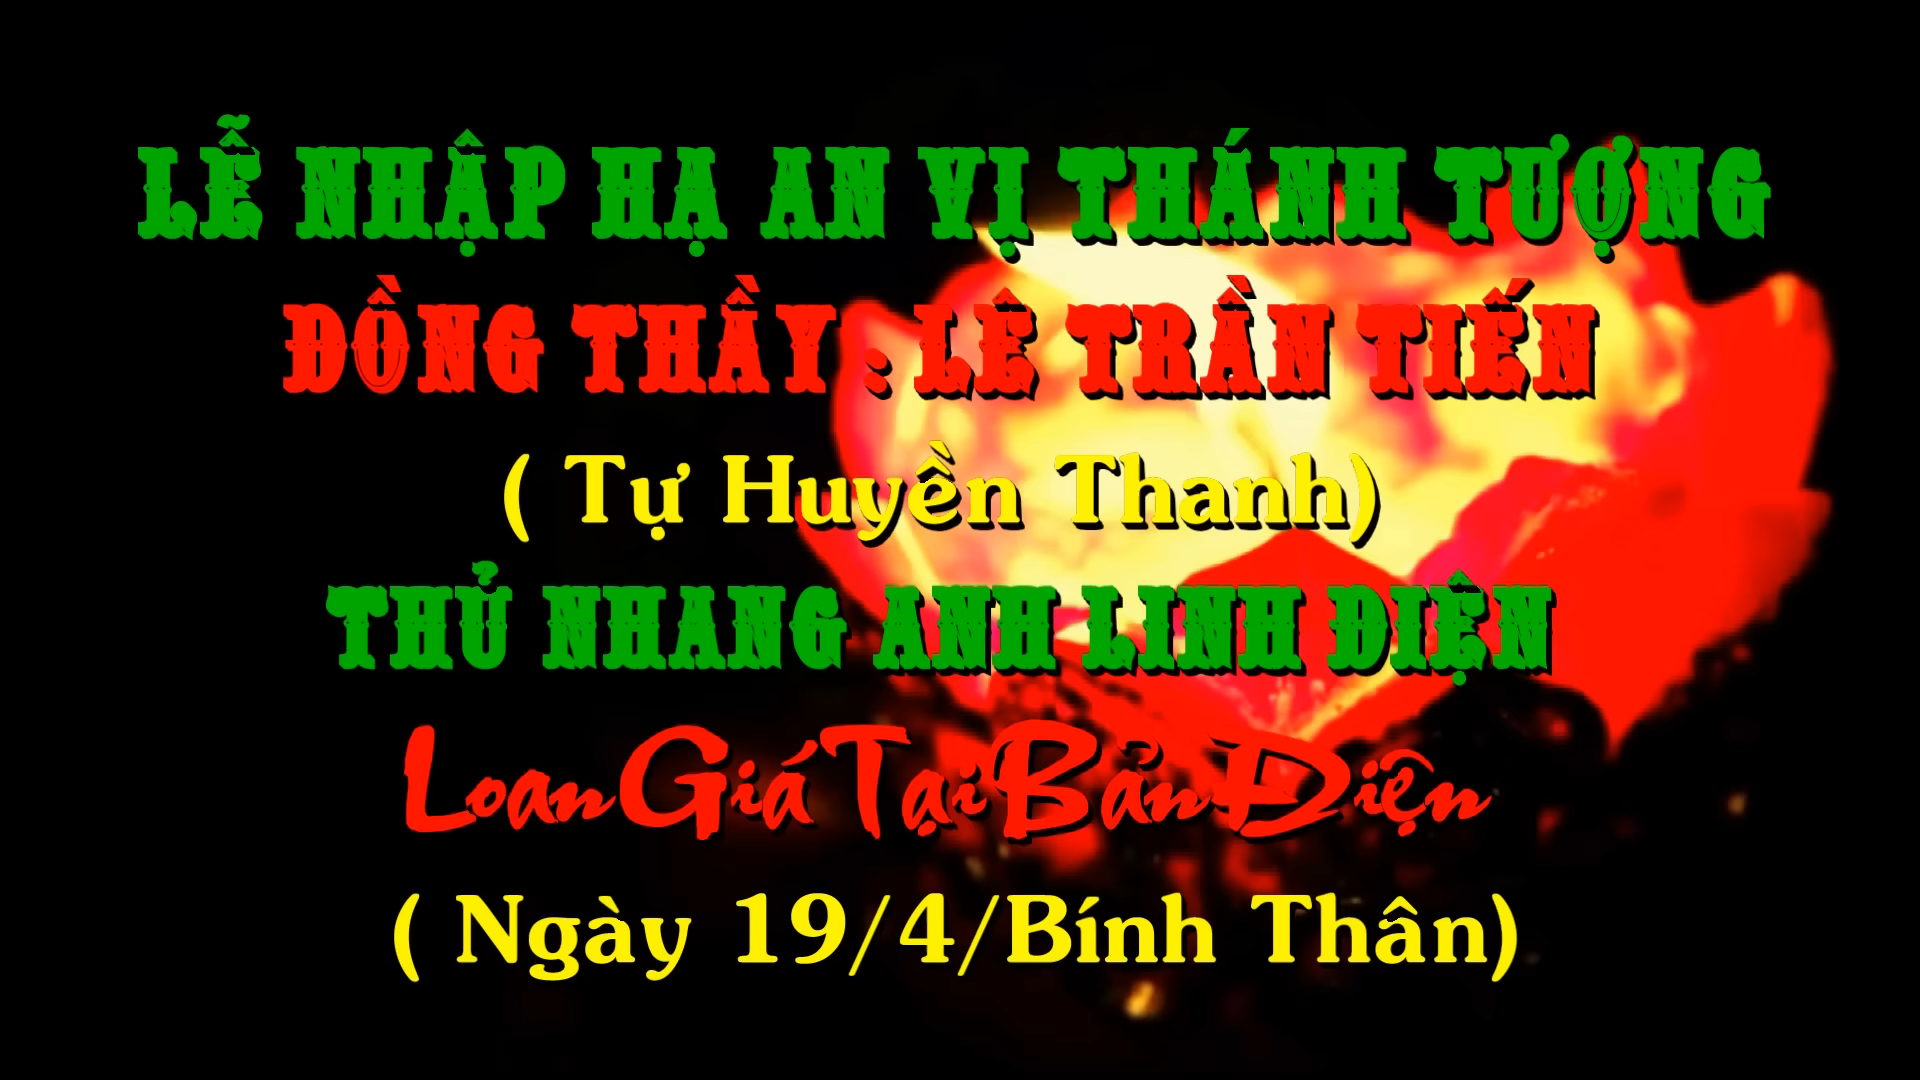 LỄ NHẬP HẠ AN VỊ THÁNH TƯỢNG
ĐỒNG THẦY : LÊ TRẦN TIẾN
( Tự Huyền Thanh)
THỦ NHANG ANH LINH ĐIỆN
Loan Giá Tại Bản Điện
( Ngày 19/4/Bính Thân)